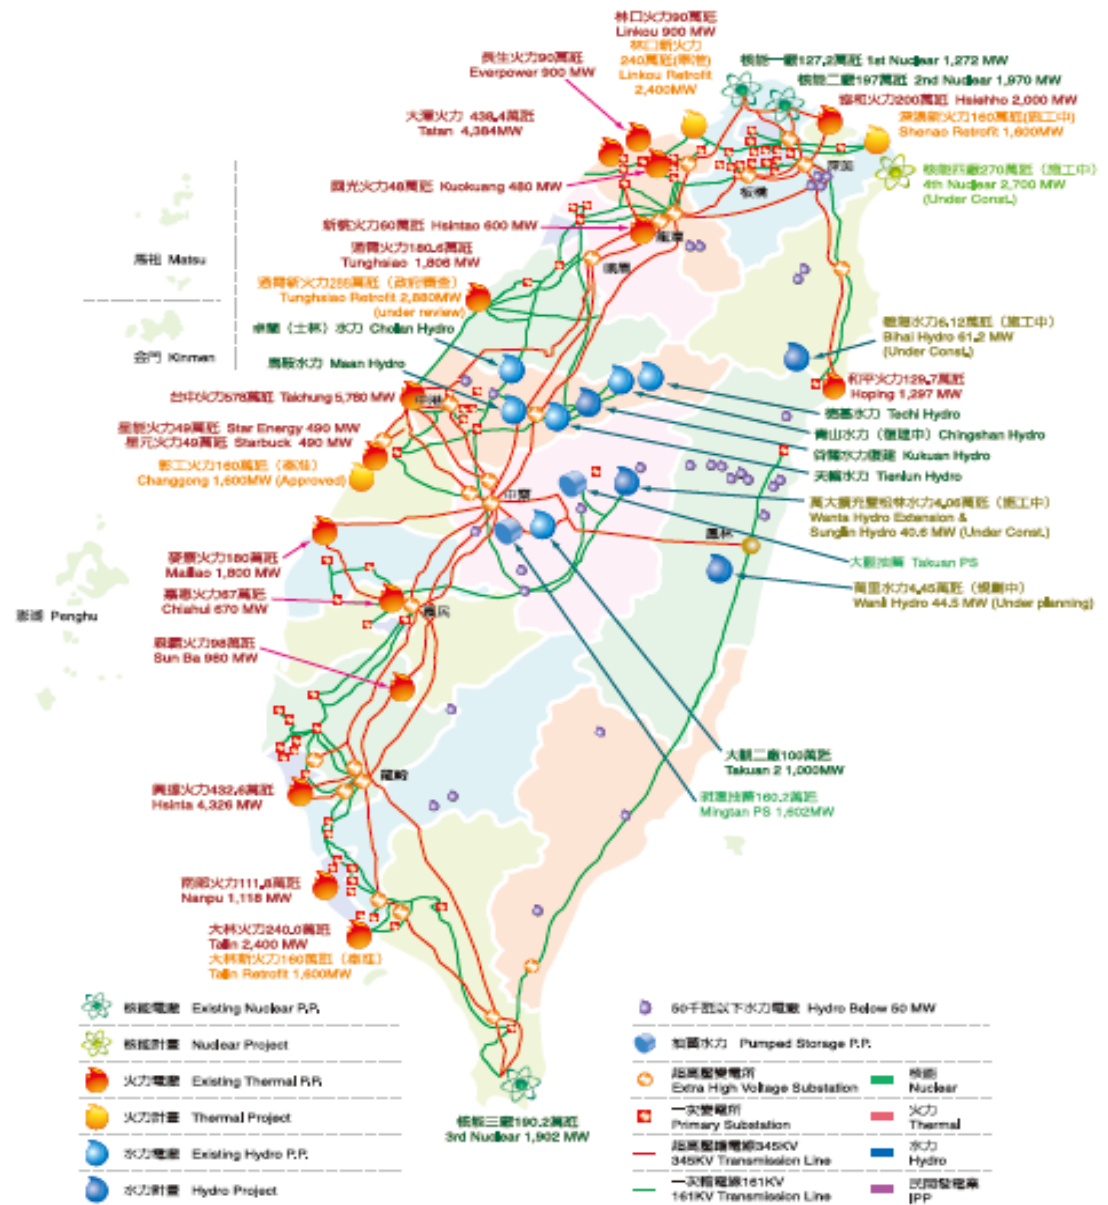 林口火力90萬瓩
Linkou 900 MW
林口新火力
240萬瓩(準准)
Linkou Retrofit
2,400MW
長生火力90萬瓩
Everpower 900 MW
核能一廠127.2萬瓩 1st Nuclear 1,272 MW
核能二廠197萬瓩 2nd Nuclear 1,970 MW
協和火力200萬瓩 Hsiehho 2,000 MW
深澳新火力160萬瓩(施工中)
Shenao Retrofit 1,600MW
大潭火力 438.4萬瓩
Tatan 4,384MW
深加
核能四廠270萬瓩（施工中）
4th Nuclear 2,700 MW
(Under Const.)
國光火力48萬瓩 Kuokuang 480 MW
板橋
新桃火力60萬瓩 Hsintao 600 MW
龍潭
通霄火力180.6萬瓩
Tunghsiao 1,806 MW
馬祖 Matsu
峨眉
通霄新火力288萬瓩（政府審查）
Tunghsiao Retrofit 2,880MW
(under review)
卓蘭（士林）水力 Cholan Hydro
碧海水力6.12萬瓩（施工中）
Bihai Hydro 61.2 MW
(Under Const.)
金門 Kinmen
馬鞍水力 Maan Hydro
和平火力129.7萬瓩
Hoping 1,297 MW
台中火力578萬瓩 Taichung 5,780 MW
中港
德基水力 Techi Hydro
星能火力49萬瓩 Star Energy 490 MW
星元火力49萬瓩 Starbuck 490 MW
青山水力（復建中）Chingshan Hydro
谷關水力復建 Kukuan Hydro
彰工火力160萬瓩（奉准）
Changgong 1,600MW (Approved)
天輪水力 Tienlun Hydro
中寮
萬大擴充暨松林水力4.06萬瓩（施工中）
Wanta Hydro Extension &
Sunglin Hydro 40.6 MW (Under Const.)
鳳林
麥寮火力180萬瓩
Mailiao 1,800 MW
大觀抽蓄 Takuan PS
萬里水力4.45萬瓩（規劃中）
Wanli Hydro 44.5 MW (Under planning)
嘉惠火力67萬瓩
Chiahui 670 MW
嘉民
澎湖 Penghu
森霸火力98萬瓩
Sun Ba 980 MW
大觀二廠100萬瓩
Takuan 2 1,000MW
龍崎
興達火力432.6萬瓩
Hsinta 4,326 MW
明潭抽蓄160.2萬瓩
Mingtan PS 1,602MW
南部火力111.8萬瓩
Nanpu 1,118 MW
大林火力240.0萬瓩
Talin 2,400 MW
大林新火力160萬瓩（奉准）
Talin Retrofit 1,600MW
核能三廠190.2萬瓩
3rd Nuclear 1,902 MW
核能電廠 Existing Nuclear P.P.
核能計畫 Nuclear Project
火力電廠 Existing Thermal P.P.
火力計畫 Thermal Project
水力電廠 Existing Hydro P.P.
水力計畫 Hydro Project
50千瓩以下水力電廠 Hydro Below 50 MW
抽蓄水力 Pumped Storage P.P.
超高壓變電所
Extra High Voltage Substation
核能
Nuclear
一次變電所
Primary Substation
火力
Thermal
超高壓輸電線345KV
345KV Transmission Line
水力
Hydro
一次輸電線161KV
161KV Transmission Line
民間發電業
IPP